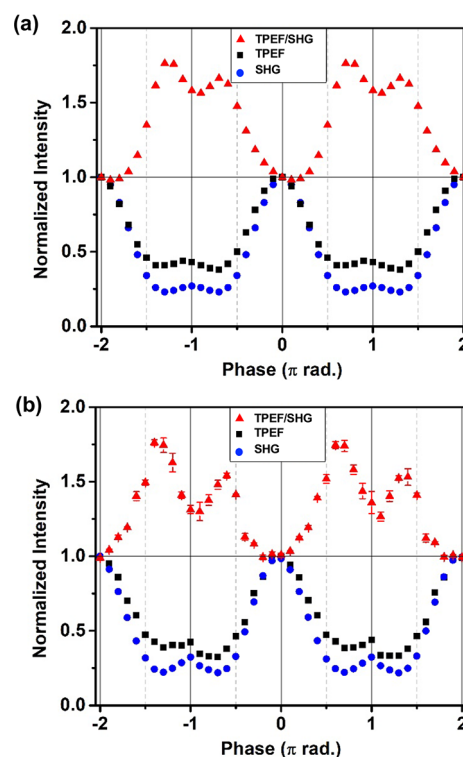 (a)
2.0
TPEF/SHG
TPEF
SHG
1.5
Normalized Intensity
1.0
0.5
0.0
-2 -1 0 1 2
Phase (π rad.)
(b)
2.0
TPEF/SHG
TPEF
SHG
1.5
Normalized Intensity
1.0
0.5
0.0
-2 -1 0 1 2
Phase (π rad.)